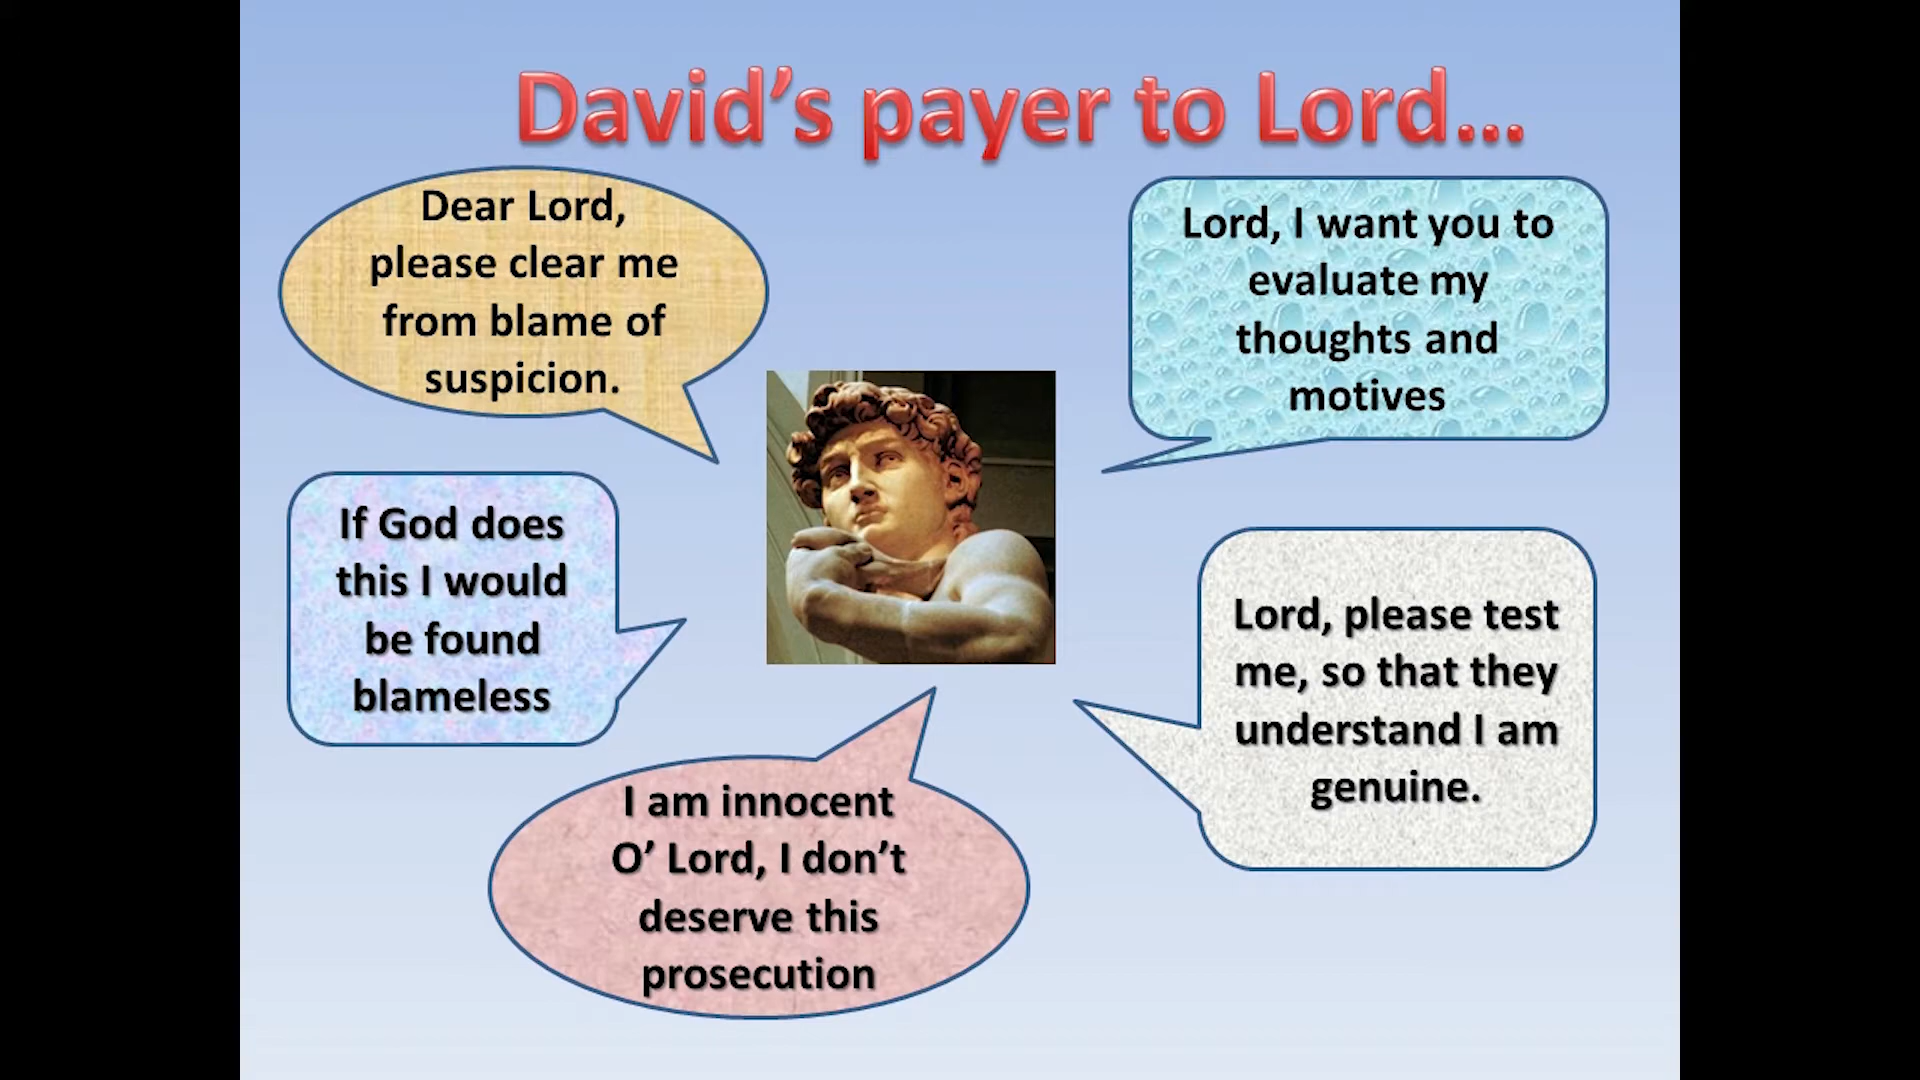 David’s payer to Lord...
Dear Lord,
please clear me
from blame of
suspicion.
Lord, I want you to
evaluate my
thoughts and
motives
If God does
this I would
be found
blameless
Lord, please test
me, so that they
understand I am
genuine.
I am innocent
O’ Lord, I don’t
deserve this
prosecution